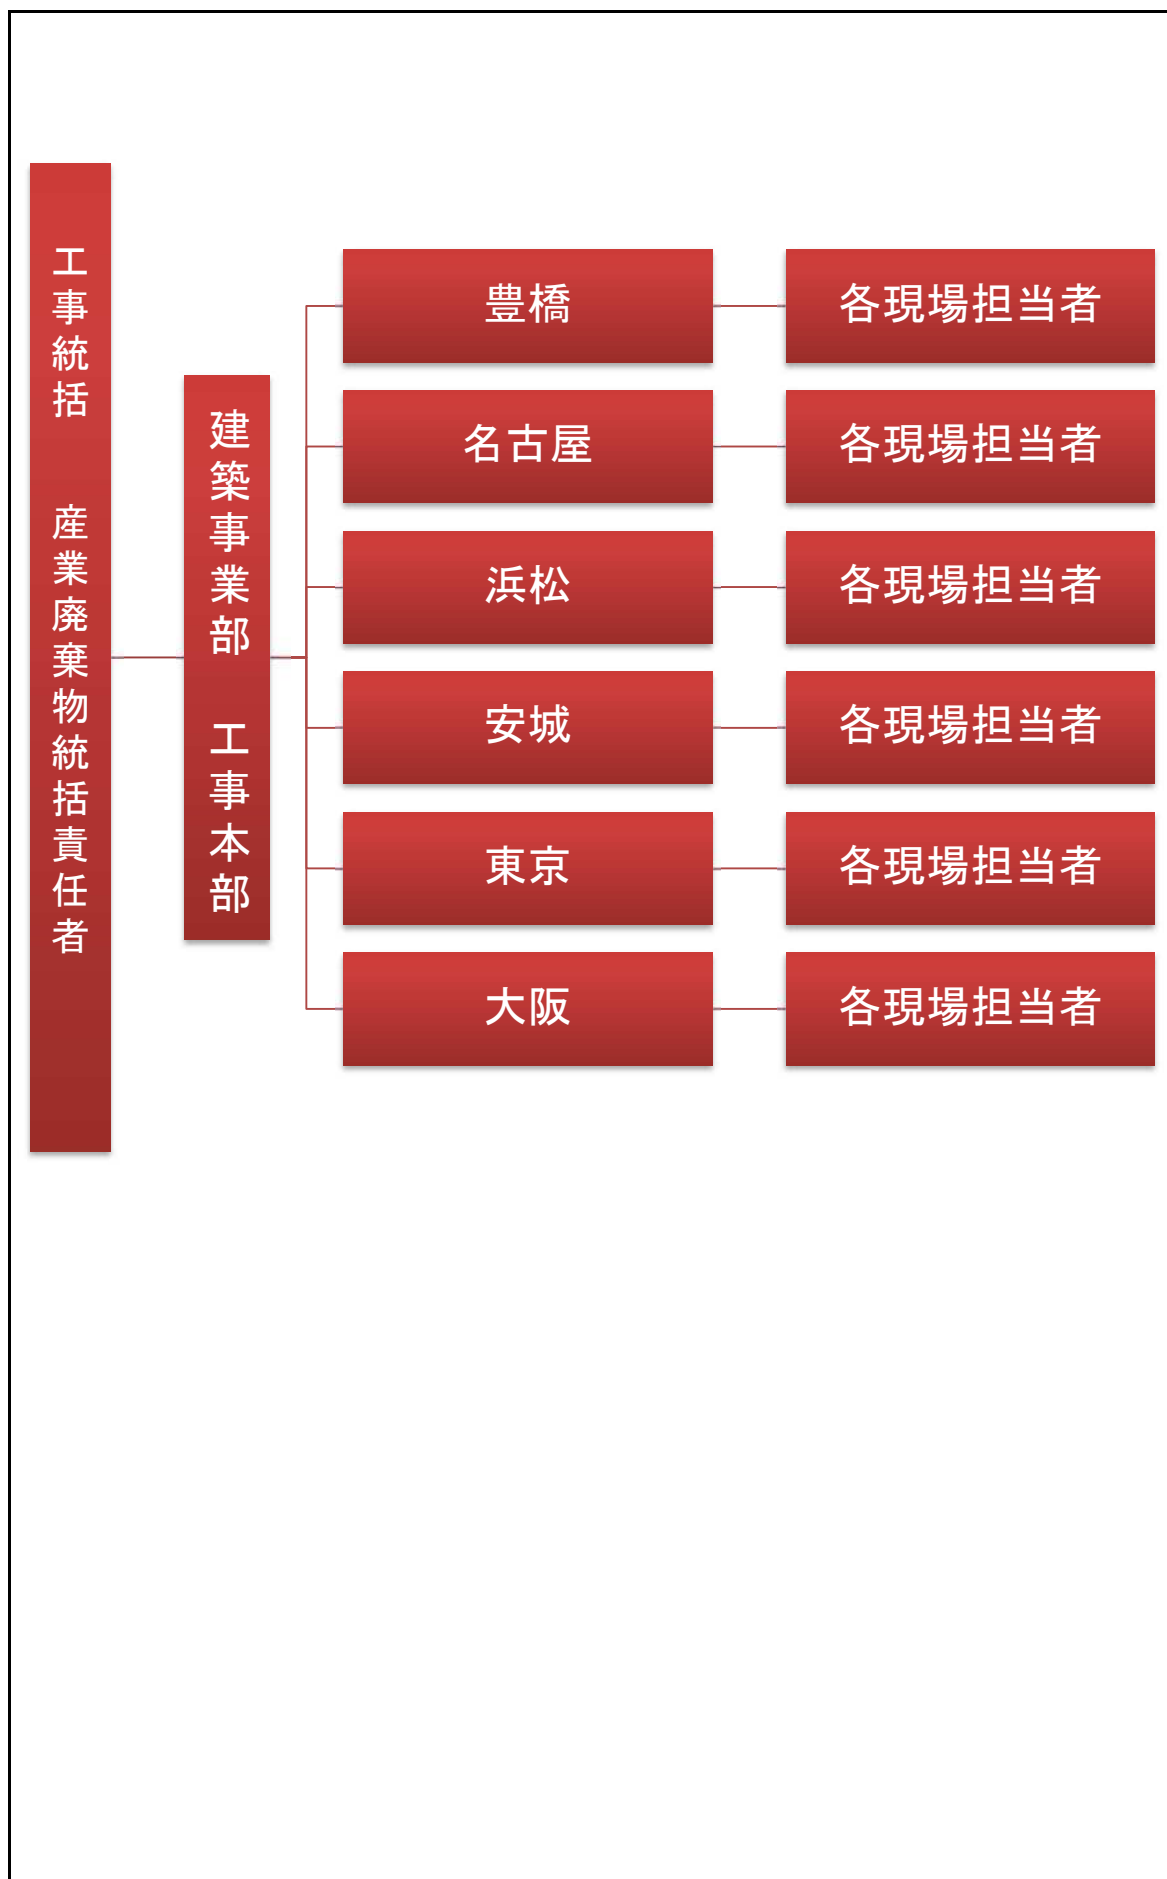 工事統括　産業廃棄物統括責任者
建築事業部　工事本部
豊橋
各現場担当者
名古屋
各現場担当者
浜松
各現場担当者
安城
各現場担当者
東京
各現場担当者
大阪
各現場担当者